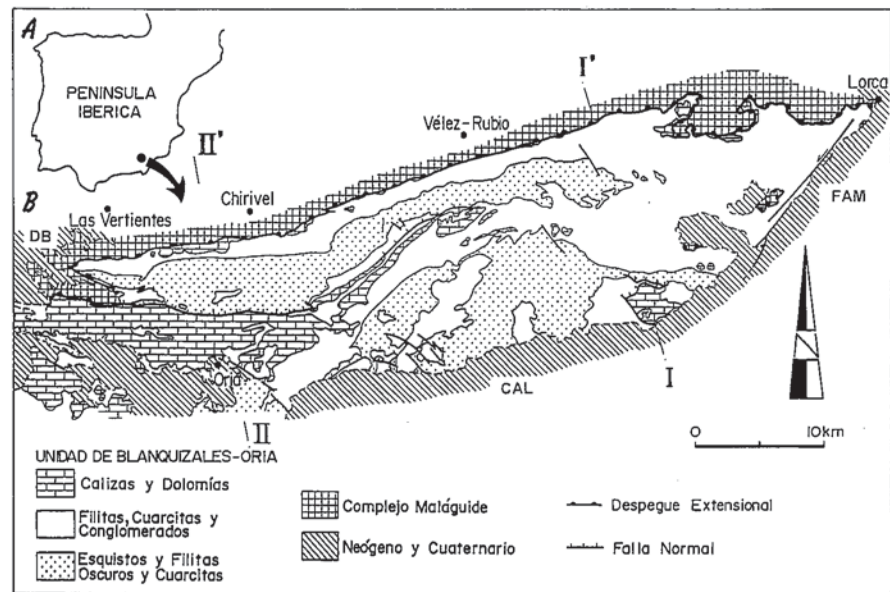 A
PENINSULA
IBERICA
I'
Lorca
Vélez-Rubio
II'
B
Chirivel
Las Vertientes
DB
FAM
Oria
CAL
I
II
0 10km
UNIDAD DE BLANQUIZALES-ORIA
Calizas y Dolomías
Filitas, Cuarcitas y
Conglomerados
Esquistos y Filitas
Oscuros y Cuarcitas
Complejo Maláguide
Neógeno y Cuaternario
Despegue Extensional
Falla Normal